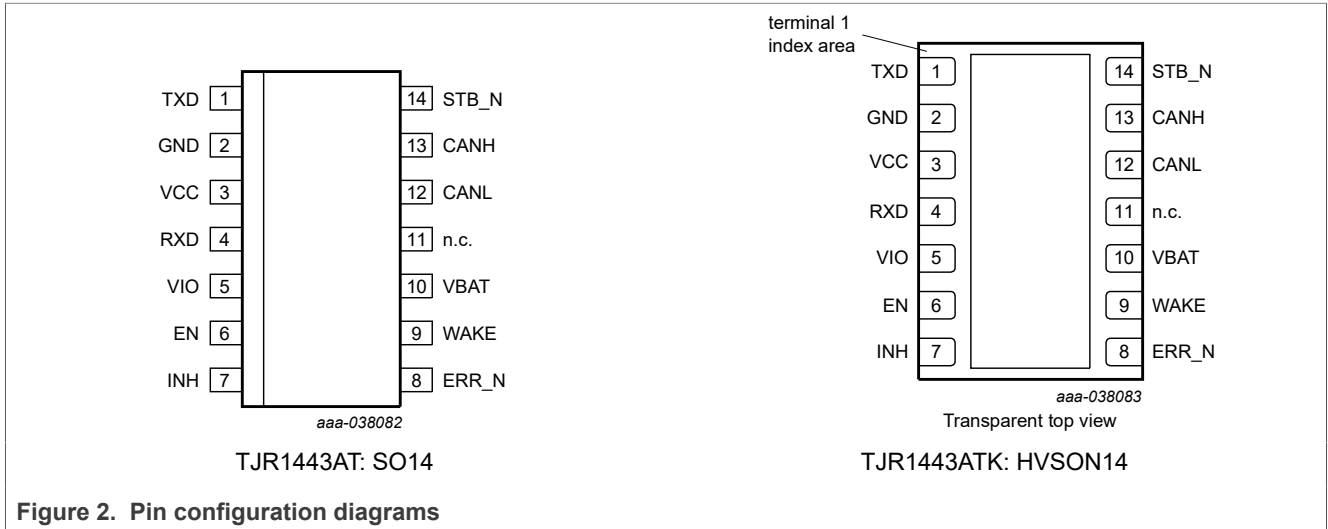 TXD 1
14 STB_N
GND 2
13 CANH
VCC 3
12 CANL
RXD 4
11 n.c.
VIO 5
10 VBAT
EN 6
9 WAKE
INH 7
8 ERR_N
aaa-038082
TJR1443AT: SO14
terminal 1
index area
TXD 1
14 STB_N
GND 2
13 CANH
VCC 3
12 CANL
RXD 4
11 n.c.
VIO 5
10 VBAT
EN 6
9 WAKE
INH 7
8 ERR_N
aaa-038083
Transparent top view
TJR1443ATK: HVSON14
Figure 2. Pin configuration diagrams